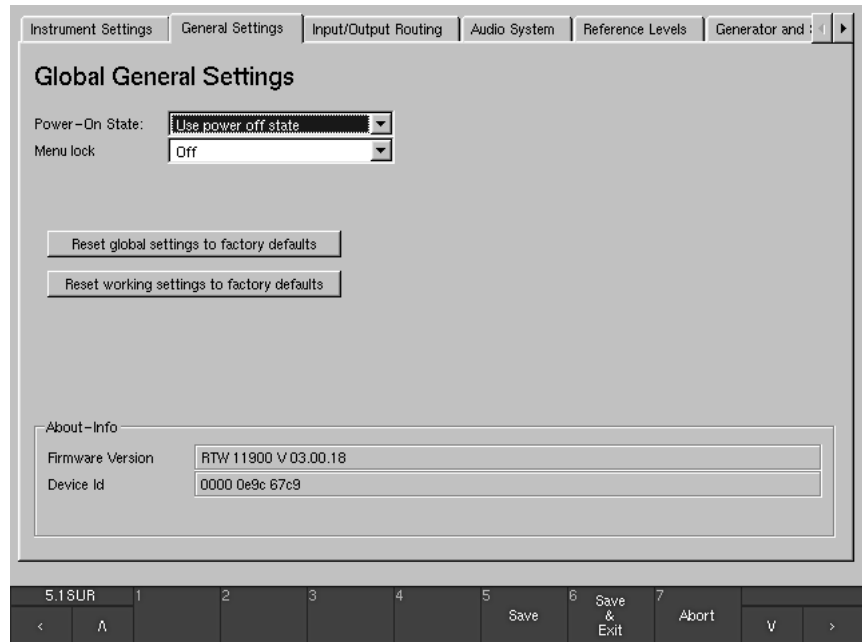 Instrument Settings General Settings Input/Output Routing Audio System Reference Levels Generator and
Global General Settings
Power-On State: Use power off state
Menu lock Off
Reset global settings to factory defaults
Reset working settings to factory defaults
About-Info
Firmware Version RTW 11900 V 03.00.18
Device Id 0000 0e9c 67c9
5.1SUR 1 2 3 4 5 Save 6 Save & Exit 7 Abort
< Λ V >